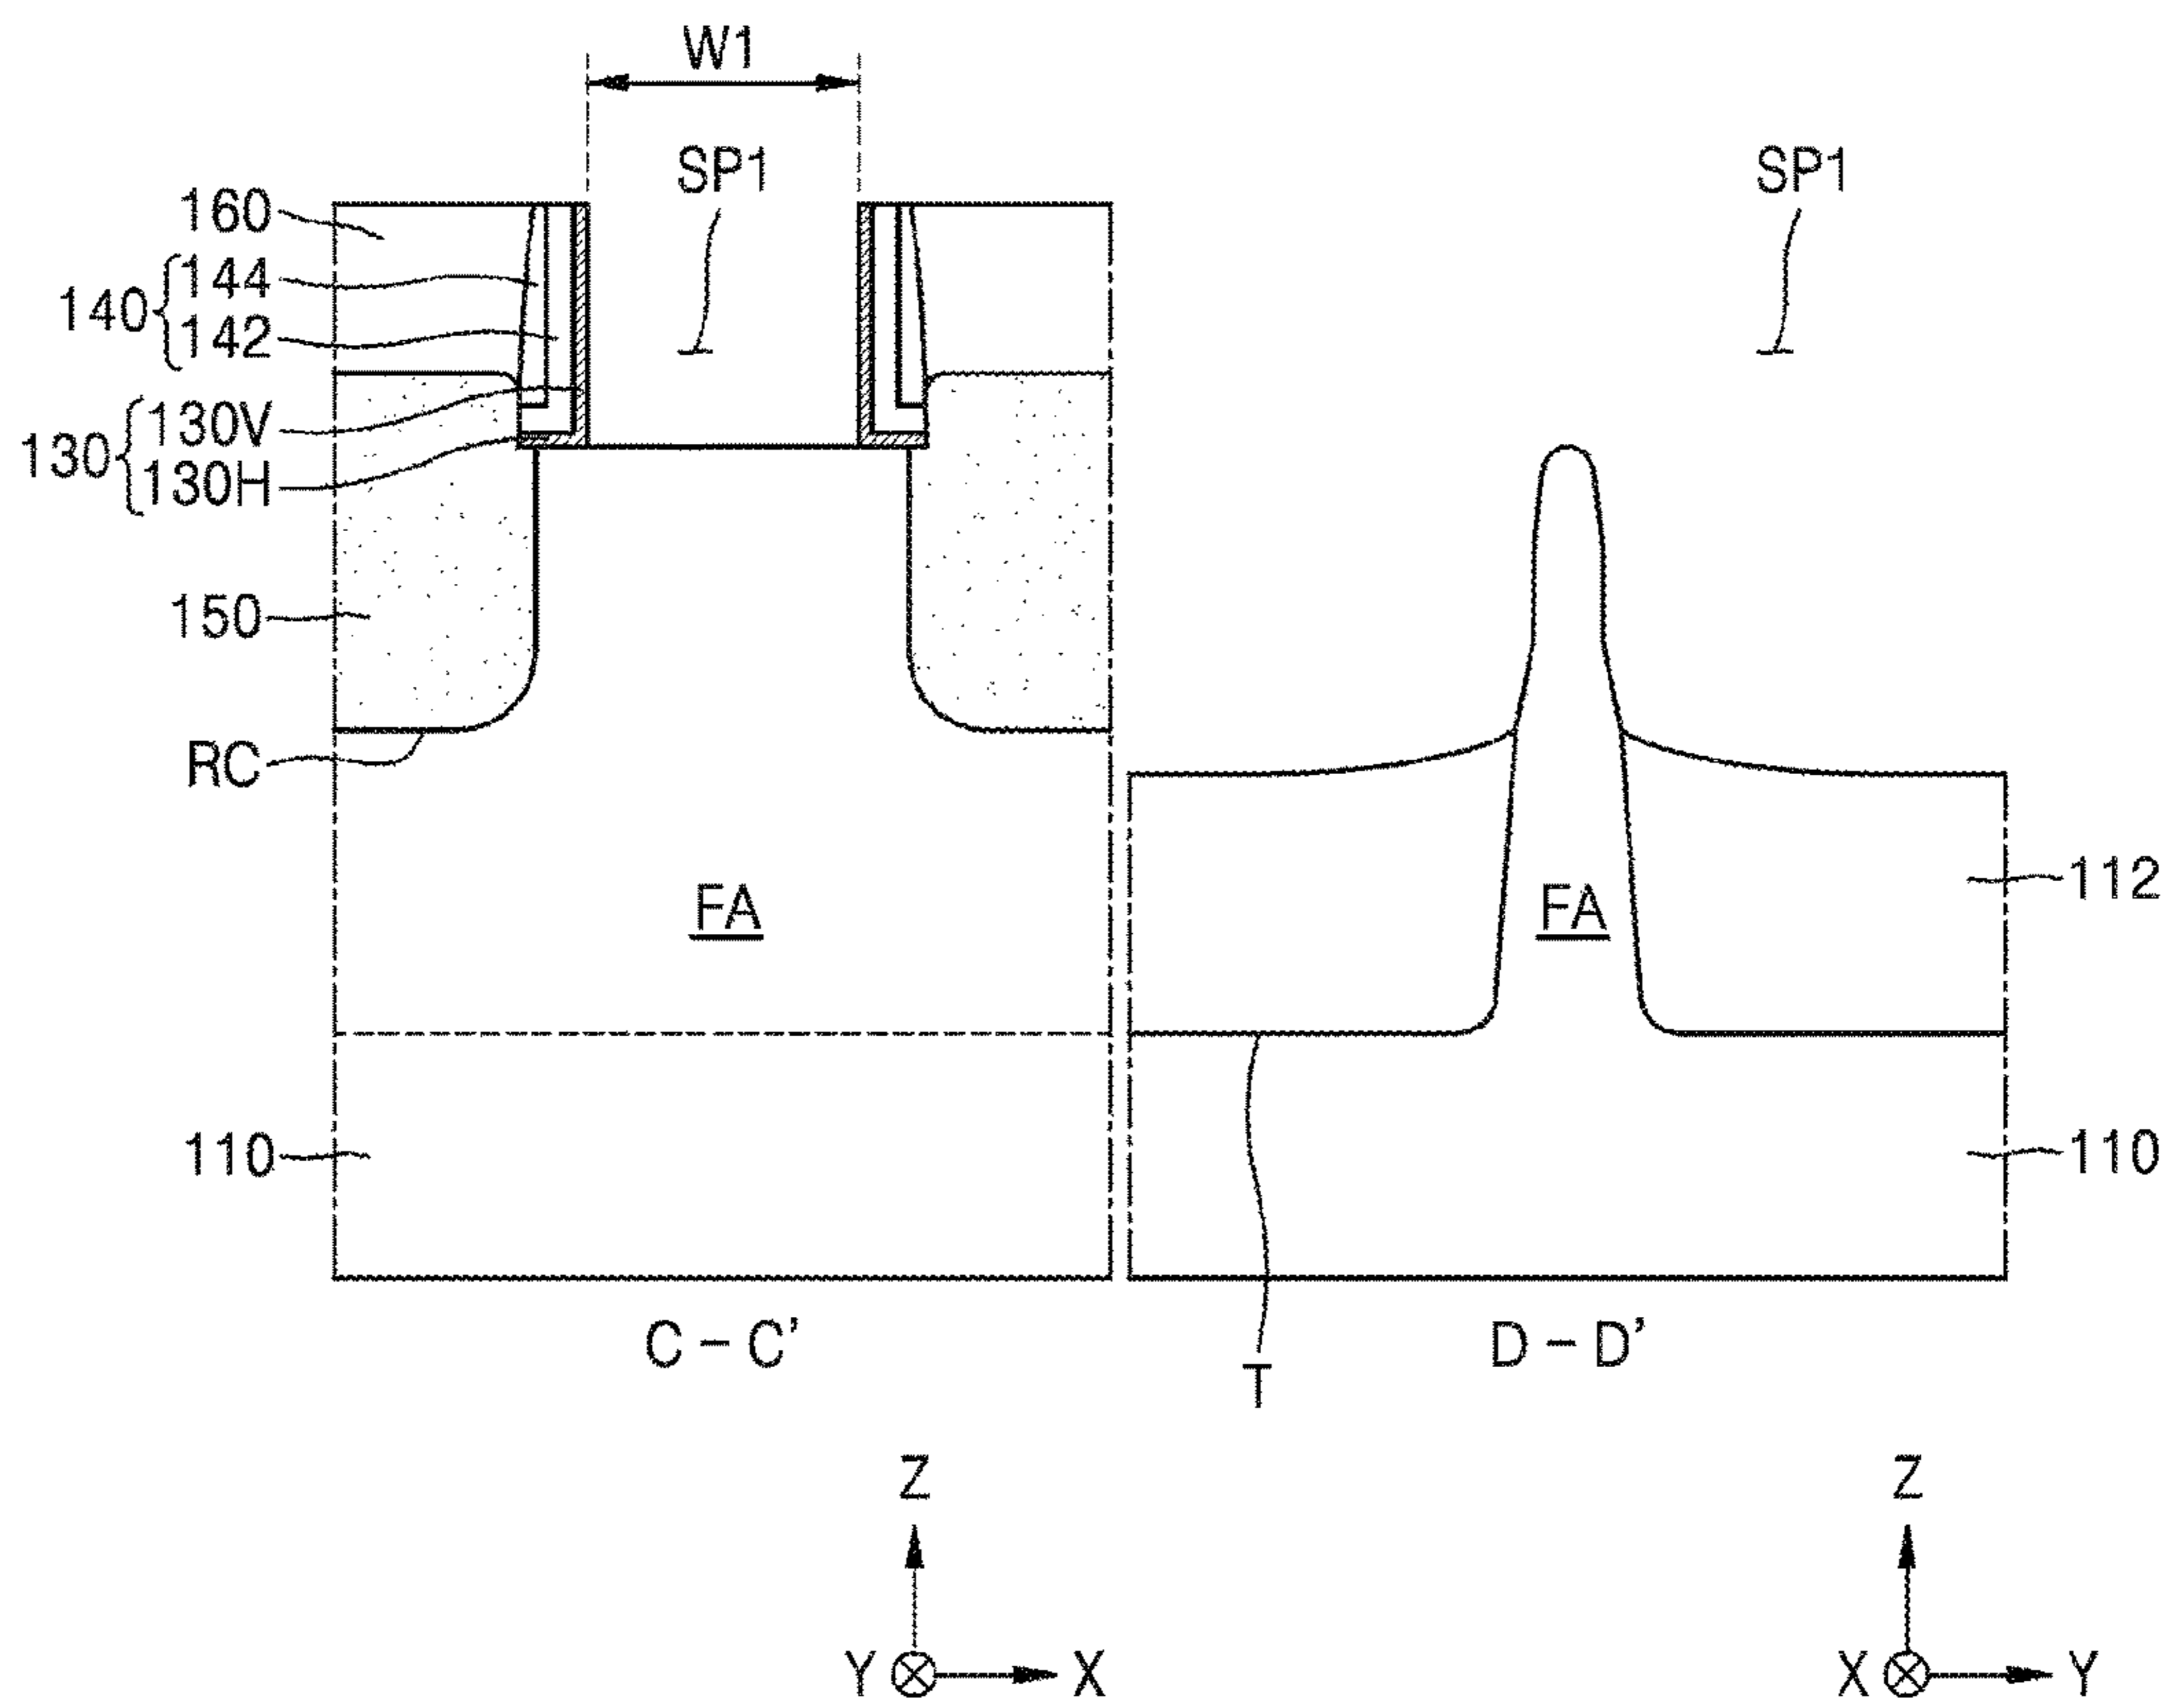 W1
SP1
SP1
160
144
140
142
130V
130
130H
150
RC
FA
FA
112
110
110
C - C'
D - D'
T
Z
Z
Y
X
X
Y